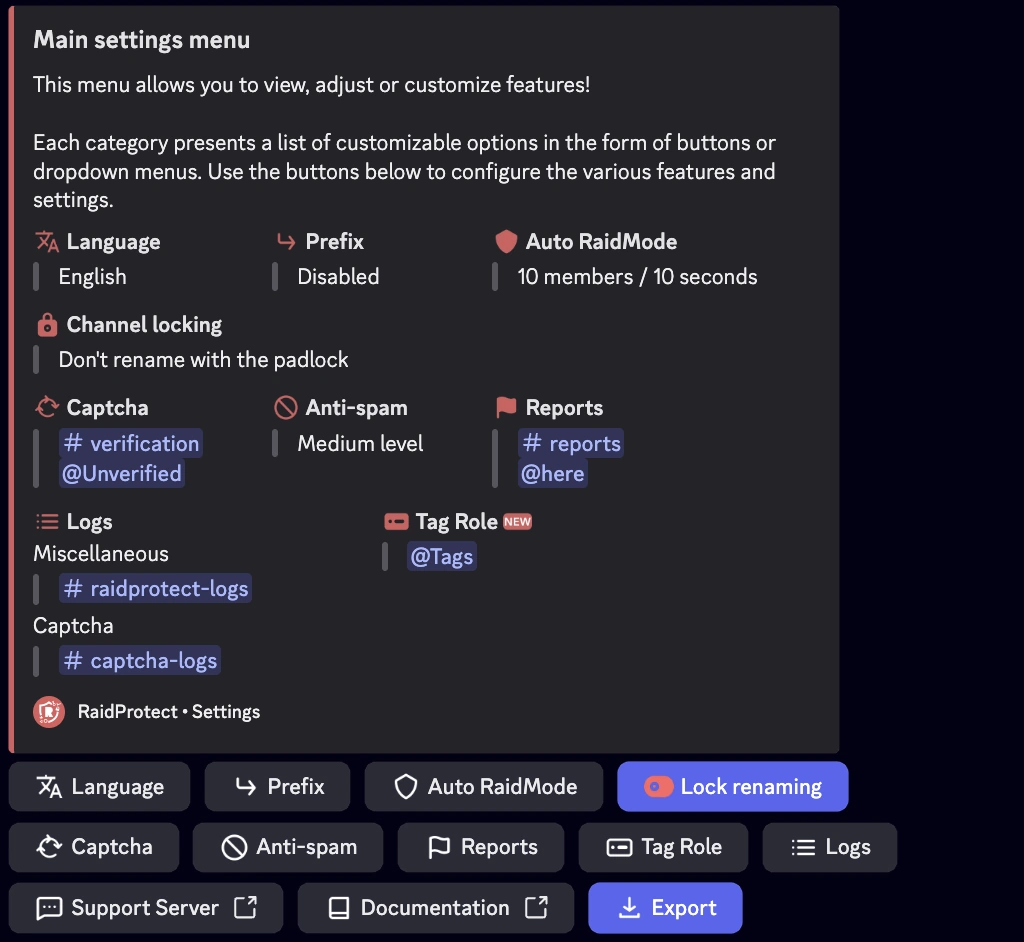 Main settings menu
This menu allows you to view, adjust or customize features!
Each category presents a list of customizable options in the form of buttons or
dropdown menus. Use the buttons below to configure the various features and
settings.
Language
English
Prefix
Disabled
Auto RaidMode
10 members / 10 seconds
Channel locking
Don't rename with the padlock
Captcha
# verification
@Unverified
Anti-spam
Medium level
Reports
# reports
@here
Logs
Miscellaneous
# raidprotect-logs
Captcha
# captcha-logs
Tag Role NEW
@Tags
RaidProtect • Settings
Language Prefix Auto RaidMode Lock renaming
Captcha Anti-spam Reports Tag Role Logs
Support Server Documentation Export